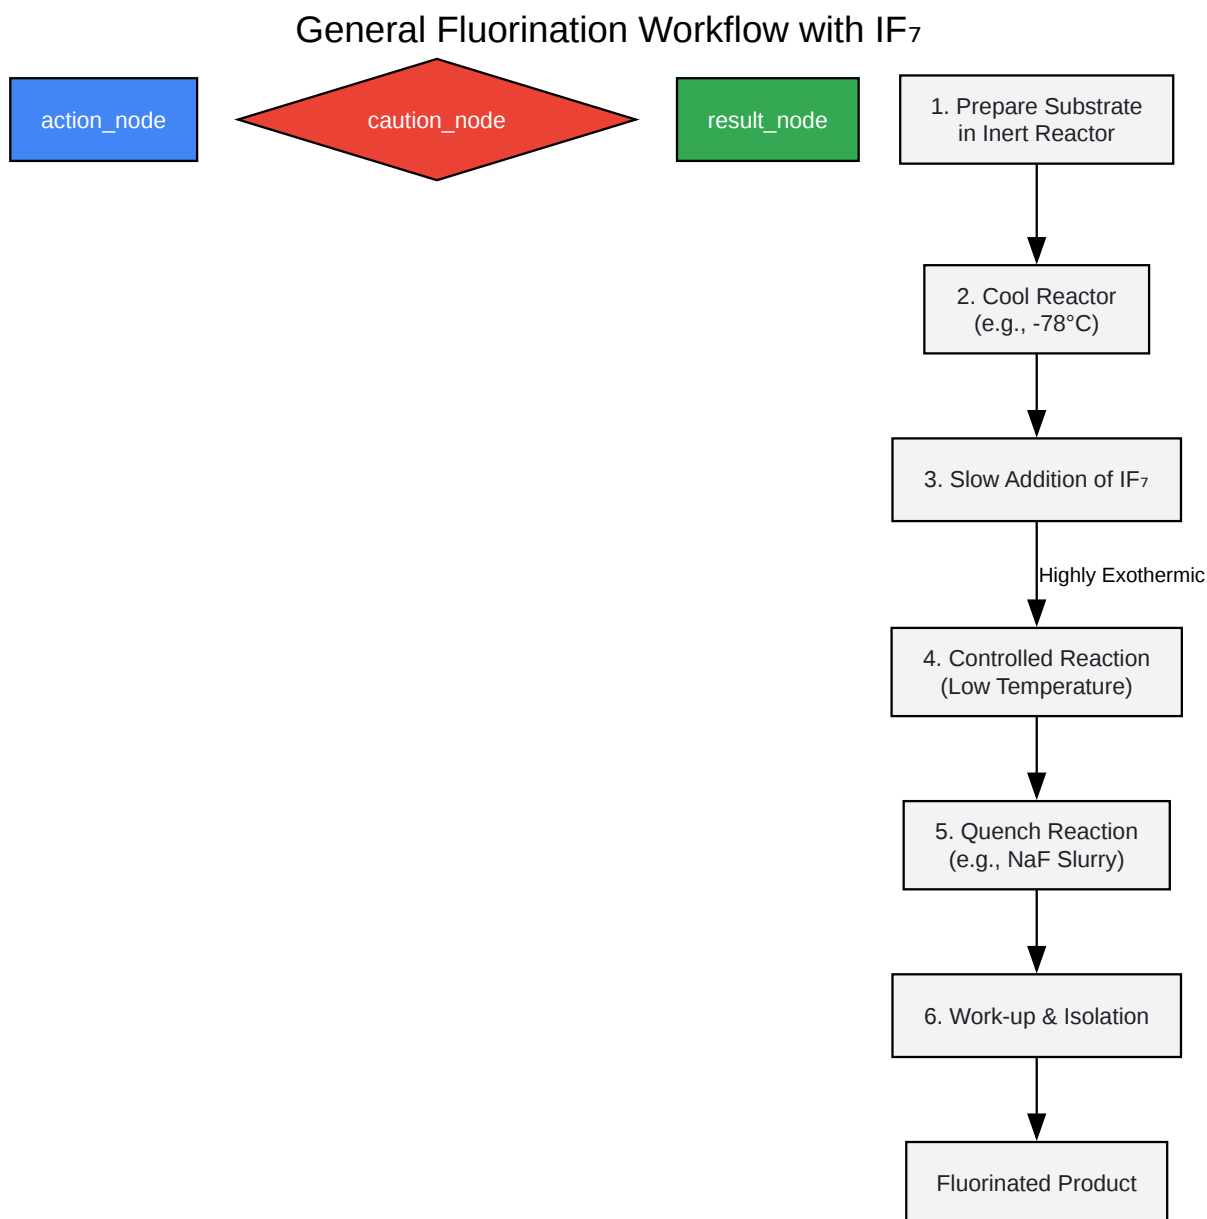 General Fluorination Workflow with IF₇
action_node
caution_node
result_node
1. Prepare Substrate
in Inert Reactor
2. Cool Reactor
(e.g., -78°C)
3. Slow Addition of IF₇
Highly Exothermic
4. Controlled Reaction
(Low Temperature)
5. Quench Reaction
(e.g., NaF Slurry)
6. Work-up & Isolation
Fluorinated Product